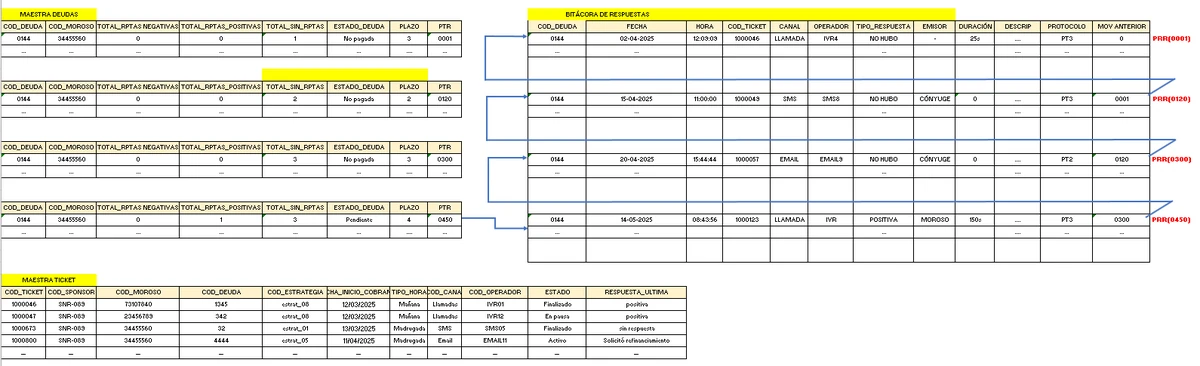 MAESTRA DEUDAS
COD_DEUDA COD_MOROSO TOTAL_RPTAS NEGATIVAS TOTAL_RPTAS_POSITIVAS TOTAL_SIN_RPTAS ESTADO_DEUDA PLAZO PTR
0144 34455560 0 0 1 No pagada 3 0001
... ... ... ... ... ... ... ...
COD_DEUDA COD_MOROSO TOTAL_RPTAS NEGATIVAS TOTAL_RPTAS_POSITIVAS TOTAL_SIN_RPTAS ESTADO_DEUDA PLAZO PTR
0144 34455560 0 0 2 No pagada 2 0120
... ... ... ... ... ... ... ...
COD_DEUDA COD_MOROSO TOTAL_RPTAS NEGATIVAS TOTAL_RPTAS_POSITIVAS TOTAL_SIN_RPTAS ESTADO_DEUDA PLAZO PTR
0144 34455560 0 0 3 No pagada 3 0300
... ... ... ... ... ... ... ...
COD_DEUDA COD_MOROSO TOTAL_RPTAS NEGATIVAS TOTAL_RPTAS_POSITIVAS TOTAL_SIN_RPTAS ESTADO_DEUDA PLAZO PTR
0144 34455560 0 1 3 Pendiente 4 0450
... ... ... ... ... ... ... ...
BITÁCORA DE RESPUESTAS
COD_DEUDA FECHA HORA COD_TICKET CANAL OPERADOR TIPO_RESPUESTA EMISOR DURACIÓN DESCRIP PROTOCOLO MOV ANTERIOR
0144 02-04-2025 12:09:09 1000046 LLAMADA IVR4 NO HUBO - 25s .... PT3 0 PRR(0001)
... ... ... ... ... ... ... ... ... ... ...
0144 15-04-2025 11:00:00 1000049 SMS SMS8 NO HUBO CÓNYUGE 0 .... PT3 0001 PRR(0120)
... ... ... ... ... ... ... ... ... ... ...
0144 20-04-2025 15:44:44 1000057 EMAIL EMAIL9 NO HUBO CÓNYUGE 0 .... PT2 0120 PRR(0300)
... ... ... ... ... ... ... ... ... ... ...
0144 14-05-2025 08:43:56 1000123 LLAMADA IVR POSITIVA MOROSO 150s .... PT3 0300 PRR(0450)
... ... ... ... ... ... ... ... ... ... ...
MAESTRA TICKET
COD_TICKET COD_SPONSOR COD_MOROSO COD_DEUDA COD_ESTRATEGIA CHA_INICIO_COBRAN TIPO_HORA COD_CANA COD_OPERADOR ESTADO RESPUESTA_ULTIMA
1000046 SNR-089 73107840 1345 estrat_08 12/03/2025 Mañana Llamadas IVR01 Finalizado positiva
1000047 SNR-089 23456789 342 estrat_08 12/03/2025 Mañana Llamadas IVR12 En pausa positiva
1000673 SNR-089 34455560 32 estrat_01 13/03/2025 Madrugada SMS SMS05 Finalizado sin respuesta
1000800 SNR-089 34455560 4444 estrat_05 11/04/2025 Madrugada Email EMAIL11 Activo Solicitó refinanciamiento
... ... ... ... ... ... ... ... ... ... ...